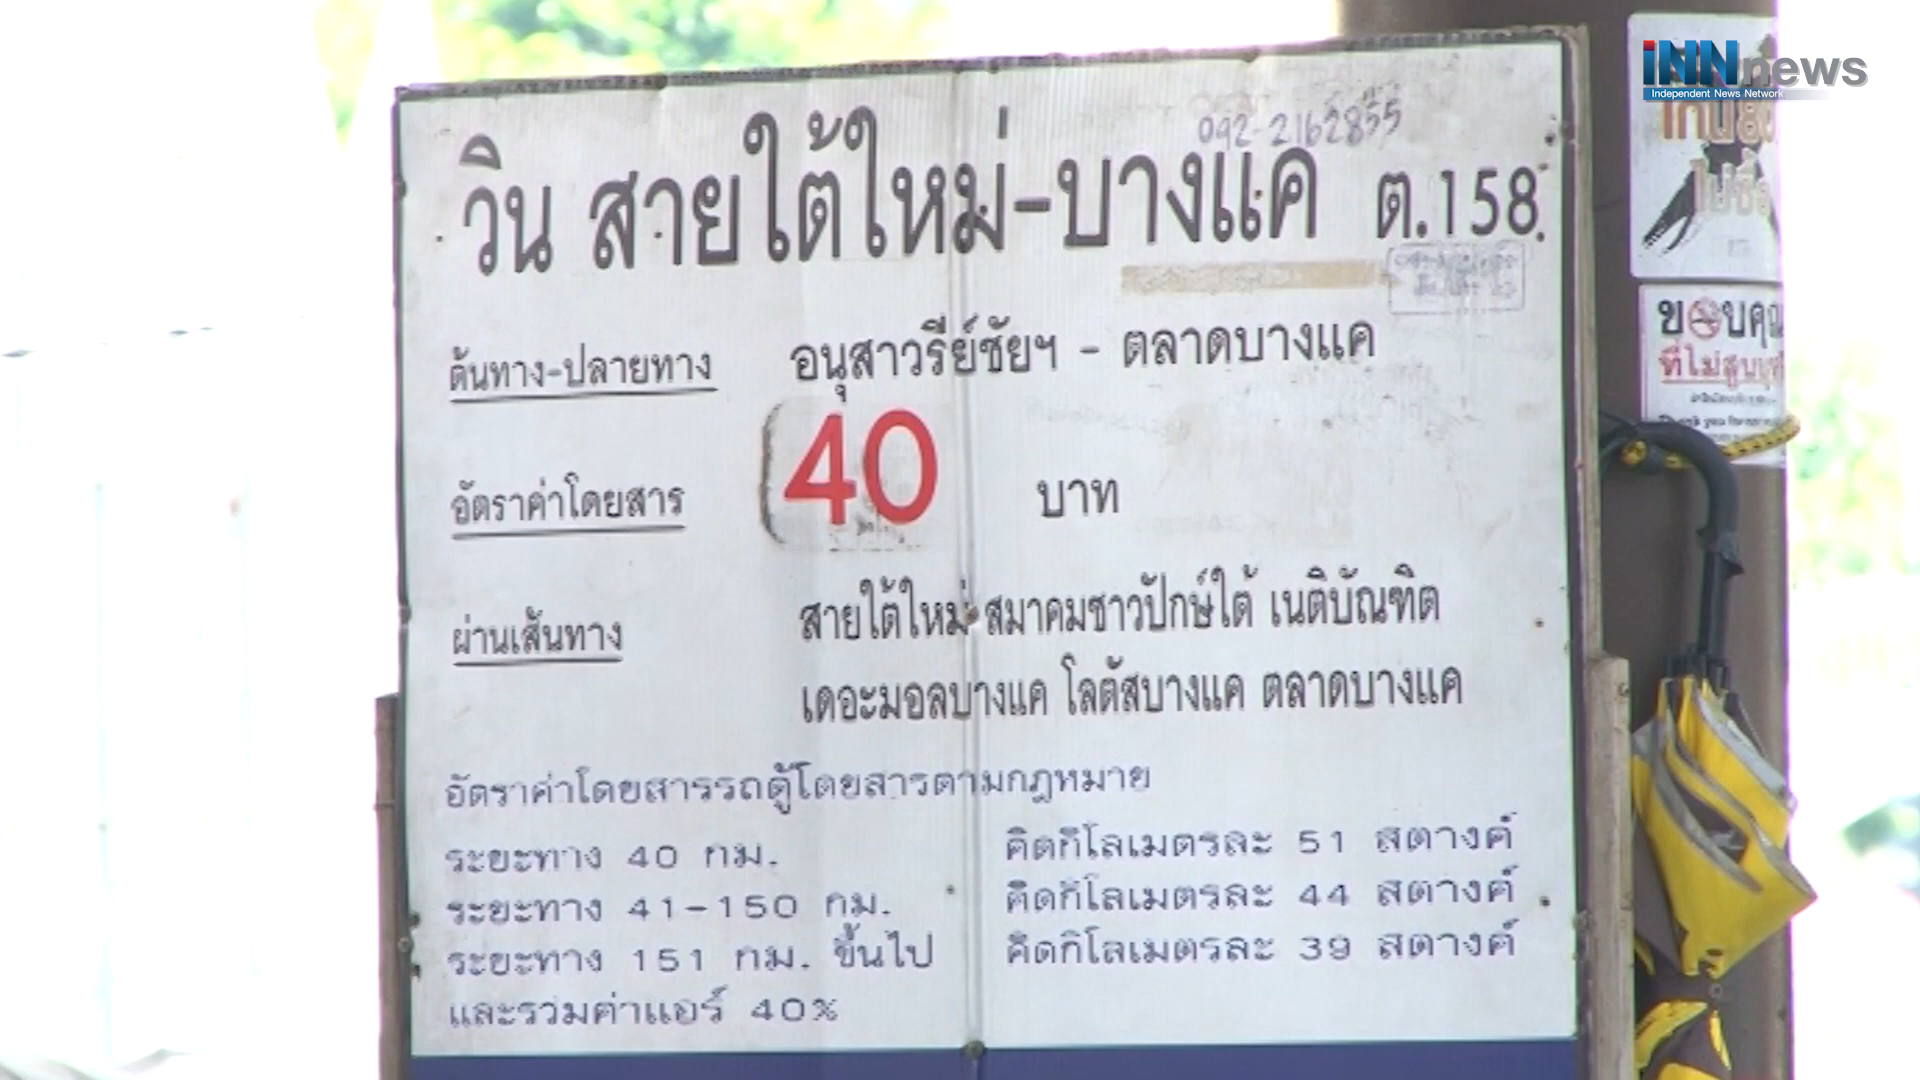 iNNnews
Independent News Network
092-2162855
วิน สายใต้ใหม่-บางแค ต.158
ต้นทาง-ปลายทาง อนุสาวรีย์ชัยฯ - ตลาดบางแค
อัตราค่าโดยสาร 40 บาท
ผ่านเส้นทาง สายใต้ใหม่ สมาคมชาวปักษ์ใต้ เนติบัณฑิต
เดอะมอลบางแค โลตัสบางแค ตลาดบางแค
อัตราค่าโดยสารรถตู้โดยสารตามกฎหมาย
ระยะทาง 40 กม. คิดกิโลเมตรละ 51 สตางค์
ระยะทาง 41-150 กม. คิดกิโลเมตรละ 44 สตางค์
ระยะทาง 151 กม. ขึ้นไป คิดกิโลเมตรละ 39 สตางค์
และรวมค่าแอร์ 40%
ขอบคุณ
ที่ไม่สูบบุหรี่